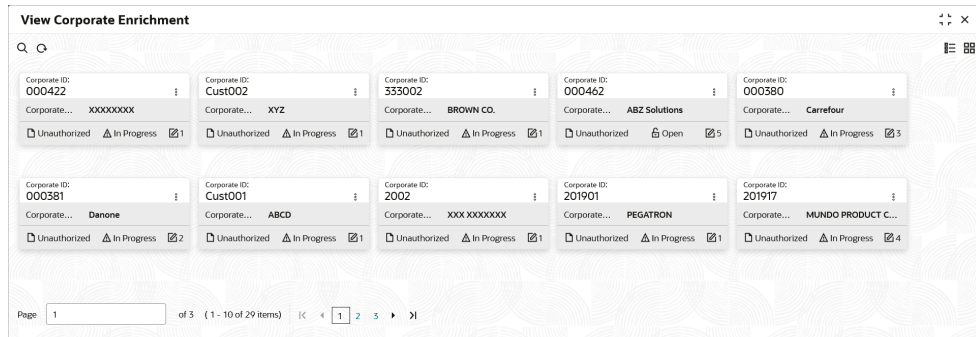 View Corporate Enrichment
Corporate ID:
000422
Corporate... XXXXXXXX
Unauthorized In Progress 1
Corporate ID:
Cust002
Corporate... XYZ
Unauthorized In Progress 1
Corporate ID:
333002
Corporate... BROWN CO.
Unauthorized In Progress 1
Corporate ID:
000462
Corporate... ABZ Solutions
Unauthorized Open 5
Corporate ID:
000380
Corporate... Carrefour
Unauthorized In Progress 3
Corporate ID:
000381
Corporate... Danone
Unauthorized In Progress 2
Corporate ID:
Cust001
Corporate... ABCD
Unauthorized In Progress 1
Corporate ID:
2002
Corporate... XXX XXXXXXX
Unauthorized In Progress 1
Corporate ID:
201901
Corporate... PEGATRON
Unauthorized In Progress 1
Corporate ID:
201917
Corporate... MUNDO PRODUCT C...
Unauthorized In Progress 4
Page 1 of 3 (1 - 10 of 29 items) 1 2 3